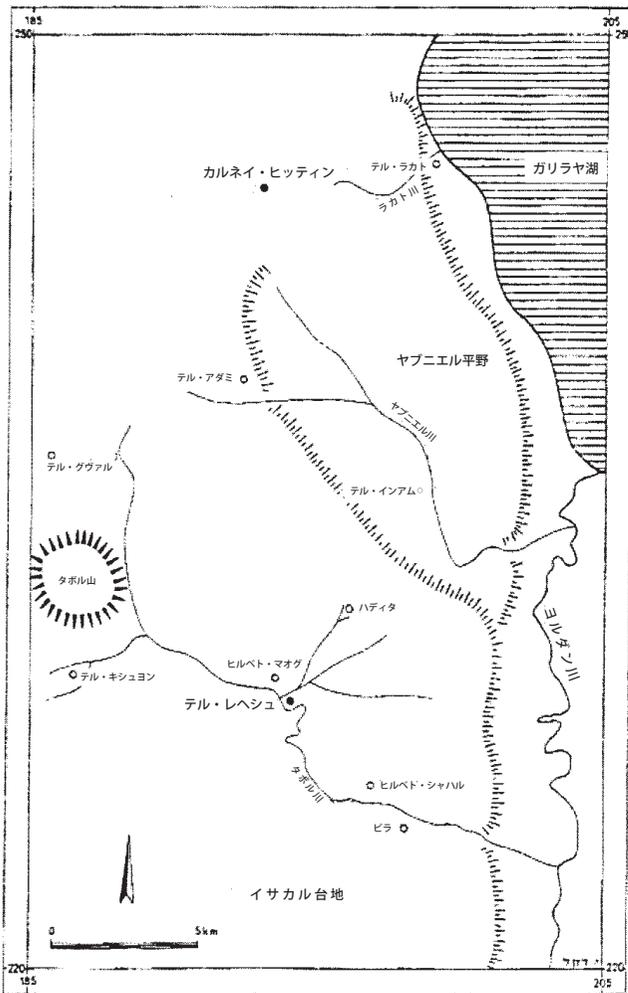 185
205
250
250
カルネイ・ヒッティン
テル・ラカト
ガリラヤ湖
ラカト川
ヤブニエル平野
テル・アダミ
ヤブニエル川
テル・グヴァル
テル・インアム
タボル山
ハディタ
ヨルダン川
ヒルベト・マオグ
テル・キシュヨン
テル・レヘシュ
タボル川
ヒルベド・シャハル
ビラ
イサカル台地
0
5km
220
220
185
205